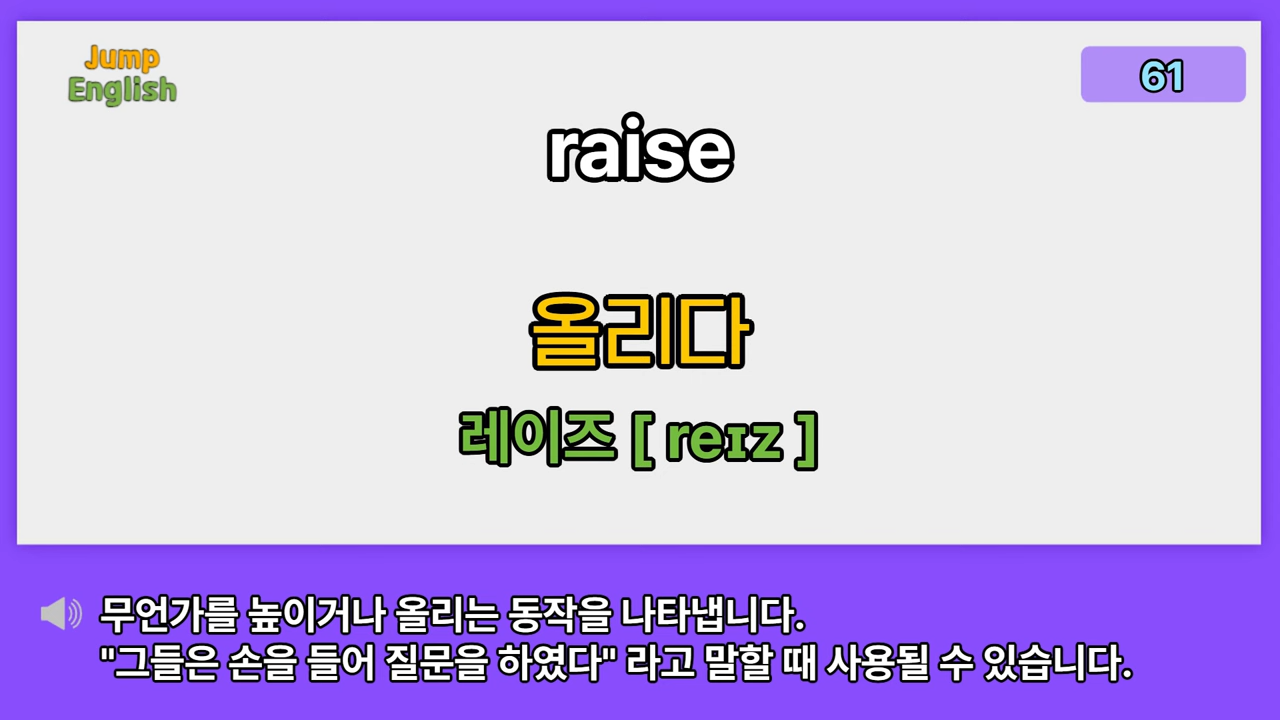 Jump
English
61
raise
올리다
레이즈 [ reɪz ]
무언가를 높이거나 올리는 동작을 나타냅니다.
"그들은 손을 들어 질문을 하였다" 라고 말할 때 사용될 수 있습니다.